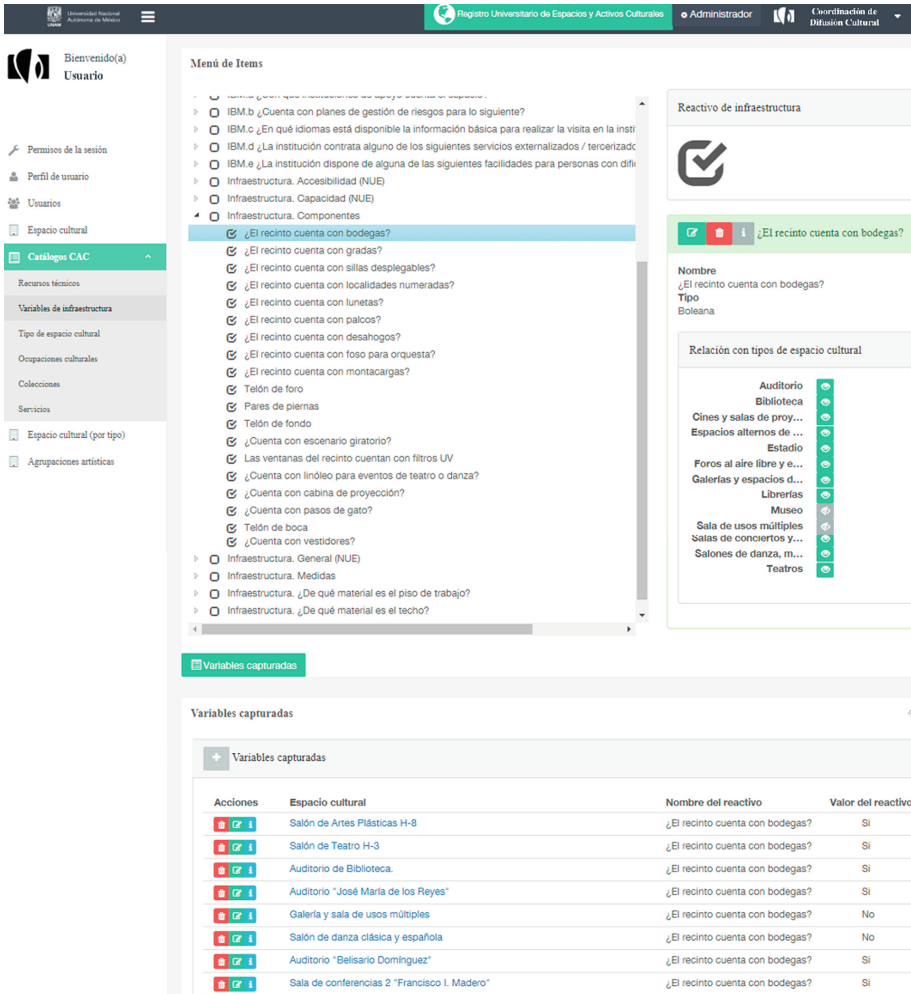 Universidad Nacional
Autónoma de México
UNAM
Registro Universitario de Espacios y Activos Culturales
Administrador
Coordinación de
Difusión Cultural
Bienvenido(a)
Usuario
Permisos de la sesión
Perfil de usuario
Usuarios
Espacio cultural
Catálogos CAC
Recursos técnicos
Variables de infraestructura
Tipo de espacio cultural
Ocupaciones culturales
Colecciones
Servicios
Espacio cultural (por tipo)
Agrupaciones artísticas
Menú de Items
IBM.a ¿Con qué instituciones de apoyo cuenta el espacio?
IBM.b ¿Cuenta con planes de gestión de riesgos para lo siguiente?
IBM.c ¿En qué idiomas está disponible la información básica para realizar la visita en la insti
IBM.d ¿La institución contrata alguno de los siguientes servicios externalizados / tercerizado
IBM.e ¿La institución dispone de alguna de las siguientes facilidades para personas con difi
Infraestructura. Accesibilidad (NUE)
Infraestructura. Capacidad (NUE)
Infraestructura. Componentes
¿El recinto cuenta con bodegas?
¿El recinto cuenta con gradas?
¿El recinto cuenta con sillas desplegables?
¿El recinto cuenta con localidades numeradas?
¿El recinto cuenta con lunetas?
¿El recinto cuenta con palcos?
¿El recinto cuenta con desahogos?
¿El recinto cuenta con foso para orquesta?
¿El recinto cuenta con montacargas?
Telón de foro
Pares de piernas
Telón de fondo
¿Cuenta con escenario giratorio?
Las ventanas del recinto cuentan con filtros UV
¿Cuenta con linóleo para eventos de teatro o danza?
¿Cuenta con cabina de proyección?
¿Cuenta con pasos de gato?
Telón de boca
¿Cuenta con vestidores?
Infraestructura. General (NUE)
Infraestructura. Medidas
Infraestructura. ¿De qué material es el piso de trabajo?
Infraestructura. ¿De qué material es el techo?
Reactivo de infraestructura
¿El recinto cuenta con bodegas?
Nombre
¿El recinto cuenta con bodegas?
Tipo
Boleana
Relación con tipos de espacio cultural
Auditorio
Biblioteca
Cines y salas de proy...
Espacios alternos de ...
Estadio
Foros al aire libre y e...
Galerías y espacios d...
Librerías
Museo
Sala de usos múltiples
Salas de conciertos y...
Salones de danza, m...
Teatros
Variables capturadas
Variables capturadas
Variables capturadas
Acciones Espacio cultural Nombre del reactivo Valor del reactivo
Salón de Artes Plásticas H-8 ¿El recinto cuenta con bodegas? Si
Salón de Teatro H-3 ¿El recinto cuenta con bodegas? Si
Auditorio de Biblioteca. ¿El recinto cuenta con bodegas? Si
Auditorio "José María de los Reyes" ¿El recinto cuenta con bodegas? Si
Galería y sala de usos múltiples ¿El recinto cuenta con bodegas? No
Salón de danza clásica y española ¿El recinto cuenta con bodegas? No
Auditorio "Belisario Domínguez" ¿El recinto cuenta con bodegas? Si
Sala de conferencias 2 "Francisco I. Madero" ¿El recinto cuenta con bodegas? Si